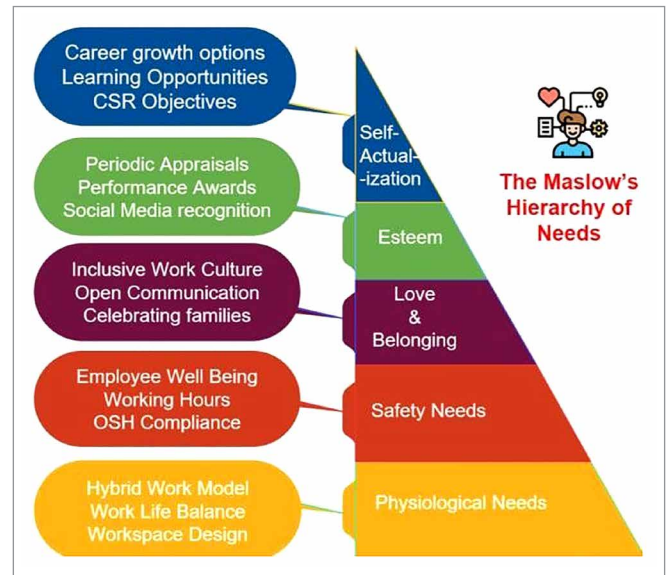 Career growth options
Learning Opportunities
CSR Objectives
Self-
Actual-
-ization
The Maslow's
Hierarchy of
Needs
Periodic Appraisals
Performance Awards
Social Media recognition
Esteem
Inclusive Work Culture
Open Communication
Celebrating families
Love
&
Belonging
Employee Well Being
Working Hours
OSH Compliance
Safety Needs
Hybrid Work Model
Work Life Balance
Workspace Design
Physiological Needs